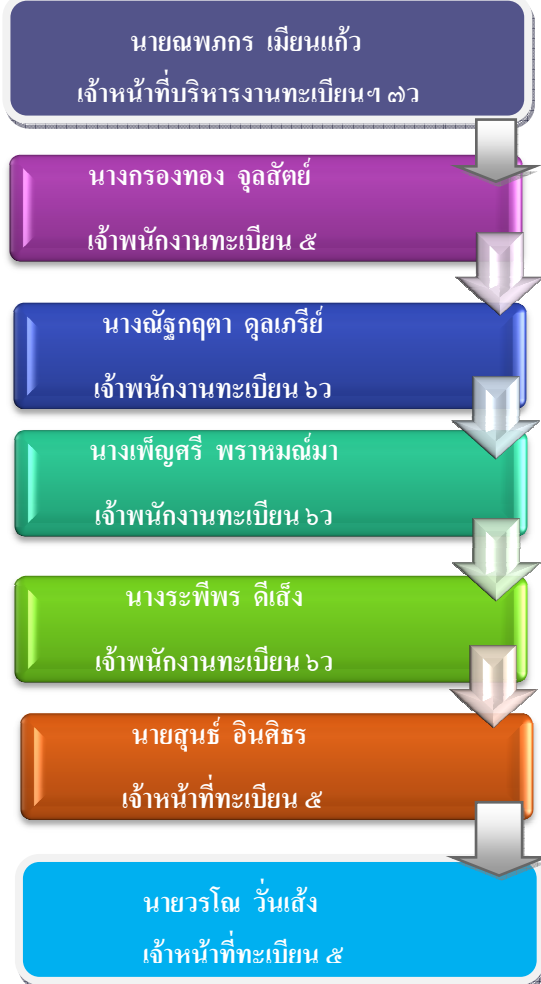 นายณพภกร เมียนแก้ว
เจ้าหน้าที่บริหารงานทะเบียนฯ ๗ว
นางกรองทอง จุลสัตย์
เจ้าพนักงานทะเบียน ๕
นางณัฐกฤตา ดุลเภรีย์
เจ้าพนักงานทะเบียน ๖ว
นางเพ็ญศรี พราหมณ์มา
เจ้าพนักงานทะเบียน ๖ว
นางระพีพร ดีเส็ง
เจ้าพนักงานทะเบียน ๖ว
นายสุนธ์ อินศิธร
เจ้าหน้าที่ทะเบียน ๕
นายวรโณ วั่นเส้ง
เจ้าหน้าที่ทะเบียน ๕